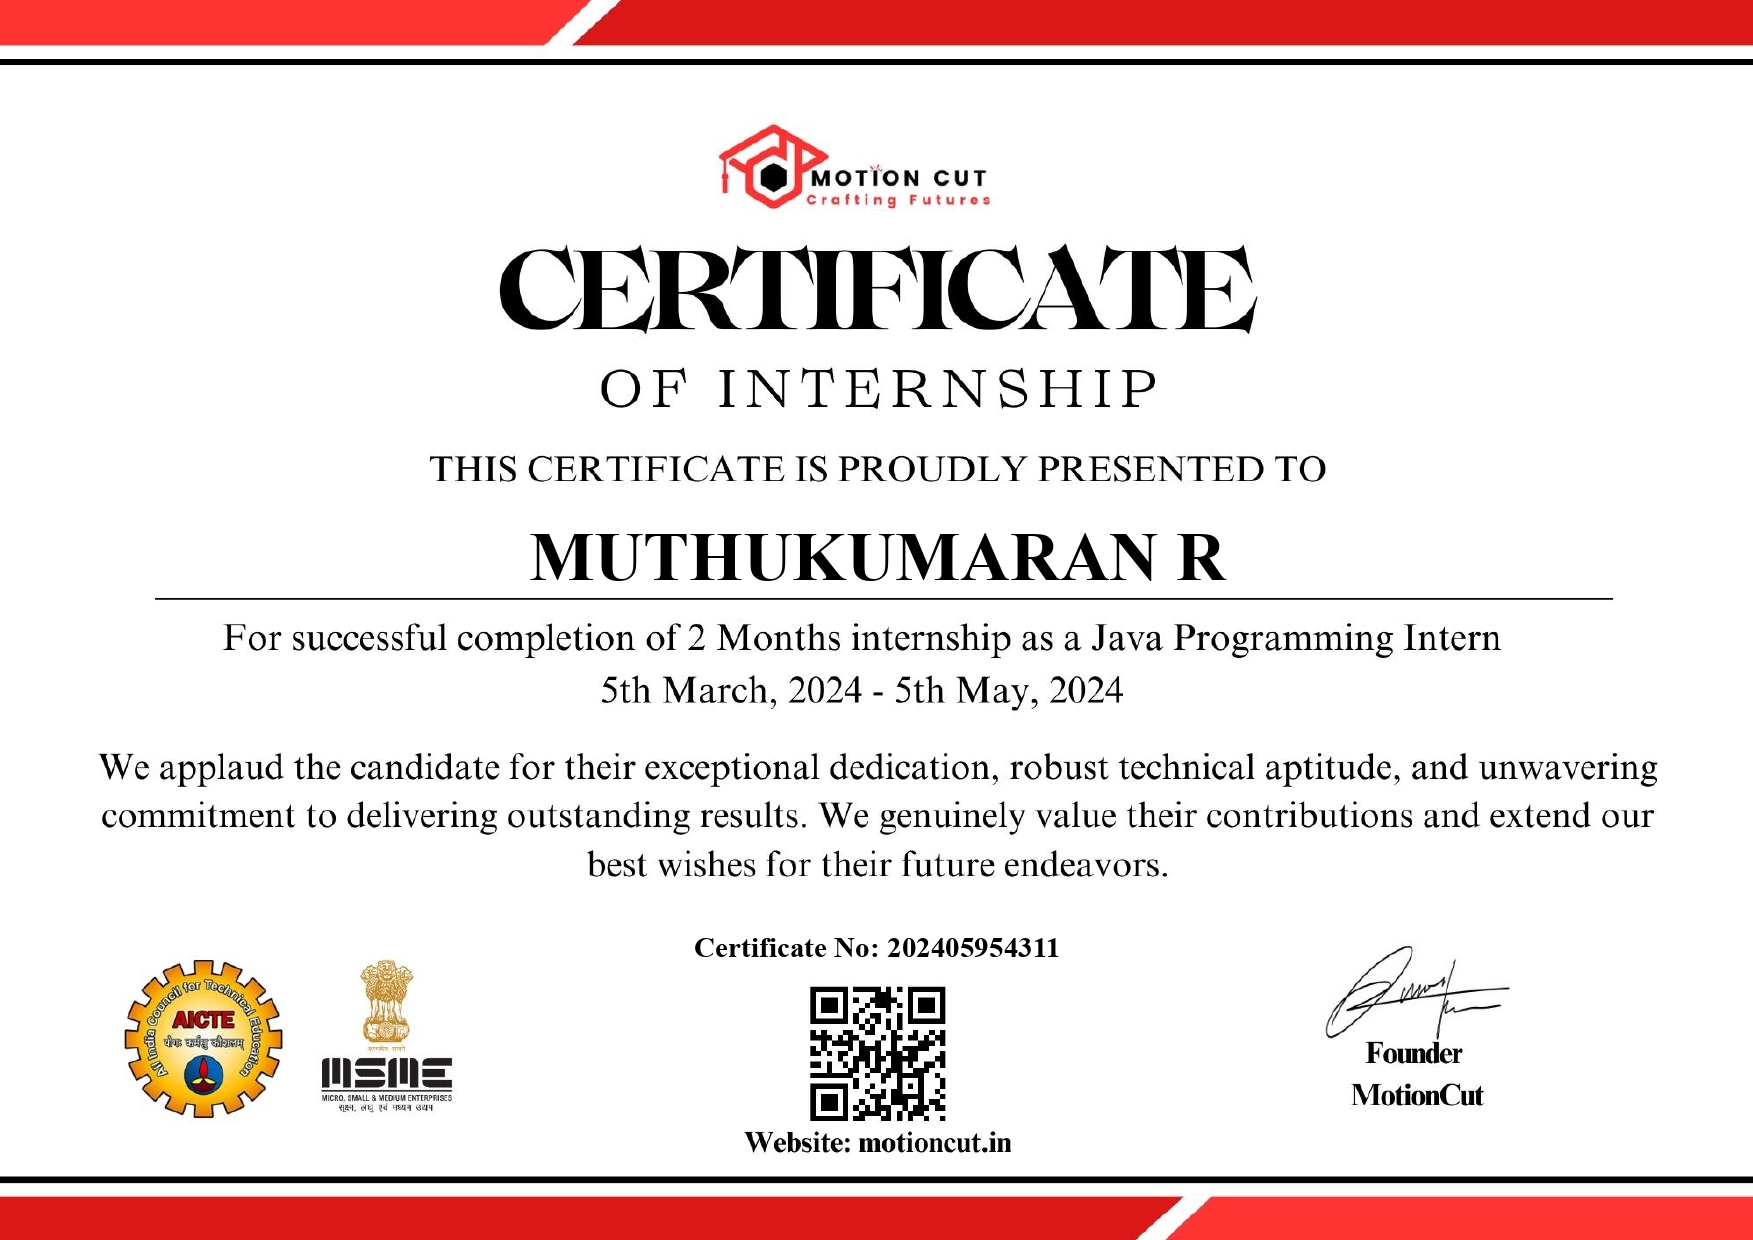 MOTION CUT
Crafting Futures
CERTIFICATE
OF INTERNSHIP
THIS CERTIFICATE IS PROUDLY PRESENTED TO
MUTHUKUMARAN R
For successful completion of 2 Months internship as a Java Programming Intern
5th March, 2024 - 5th May, 2024
We applaud the candidate for their exceptional dedication, robust technical aptitude, and unwavering
commitment to delivering outstanding results. We genuinely value their contributions and extend our
best wishes for their future endeavors.
Certificate No: 202405954311
All India Council for Technical Education
AICTE
योगः कर्मसु कौशलम्
सत्यमेव जयते
MSME
MICRO, SMALL & MEDIUM ENTERPRISES
सूक्ष्म, लघु एवं मध्यम उद्यम
Founder
MotionCut
Website: motioncut.in